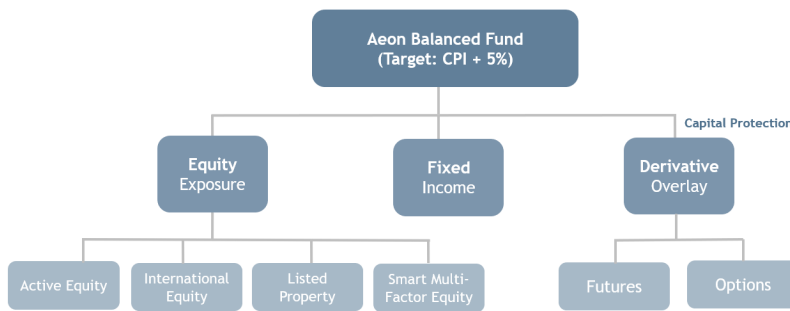 Aeon Balanced Fund
(Target: CPI + 5%)
Capital Protection
Equity
Exposure
Fixed
Income
Derivative
Overlay
Active Equity
International
Equity
Listed
Property
Smart Multi-
Factor Equity
Futures
Options